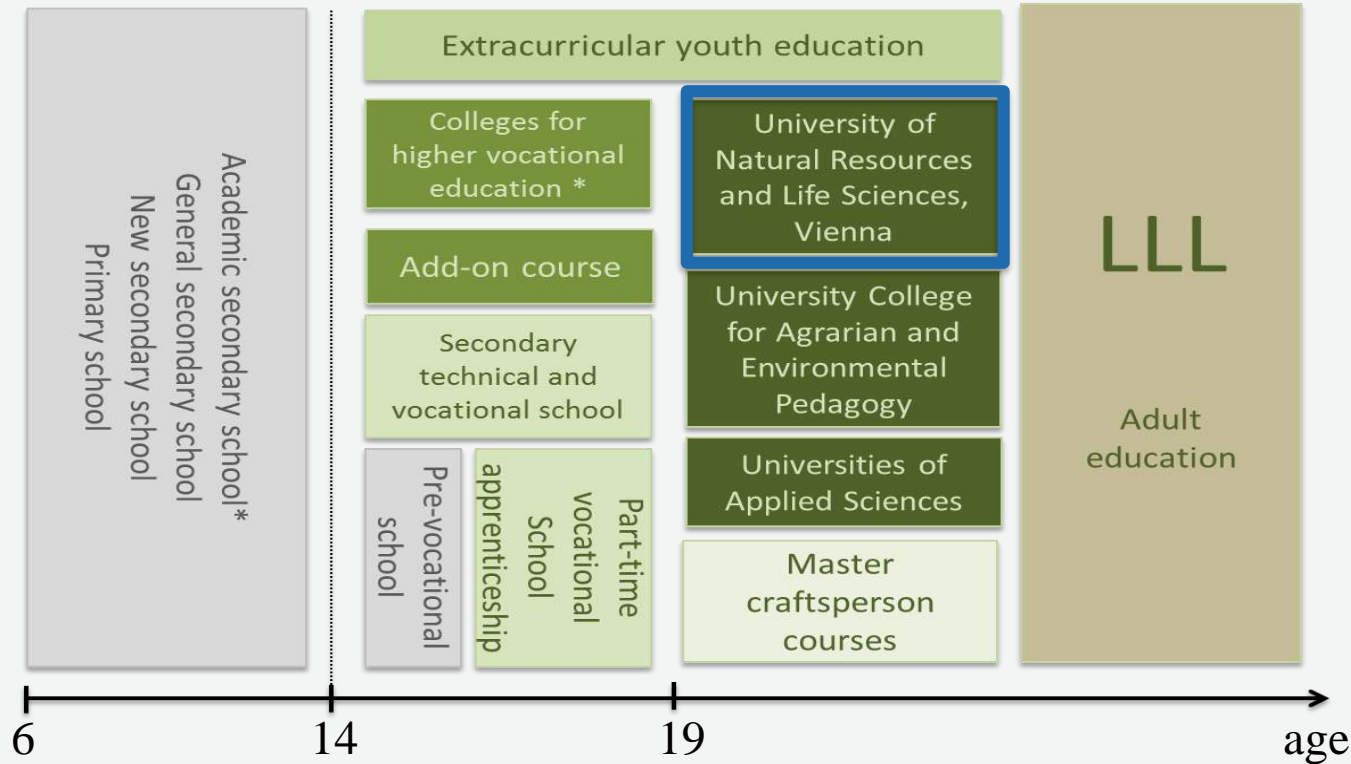 Academic secondary school*
General secondary school
New secondary school
Primary school
Extracurricular youth education
Colleges for
higher vocational
education *
Add-on course
Secondary
technical and
vocational school
Pre-vocational
school
Part-time
vocational
School
apprenticeship
University of
Natural Resources
and Life Sciences,
Vienna
University College
for Agrarian and
Environmental
Pedagogy
Universities of
Applied Sciences
Master
craftsperson
courses
LLL
Adult
education
6
14
19
age